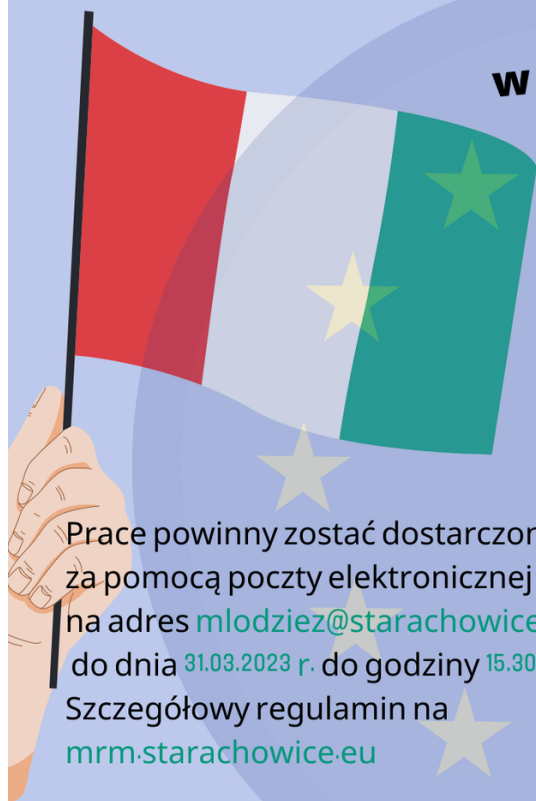 w
Prace powinny zostać dostarczon
za pomocą poczty elektronicznej
na adres mlodziez@starachowice
do dnia 31.03.2023 r. do godziny 15.30
Szczegółowy regulamin na
mrm.starachowice.eu